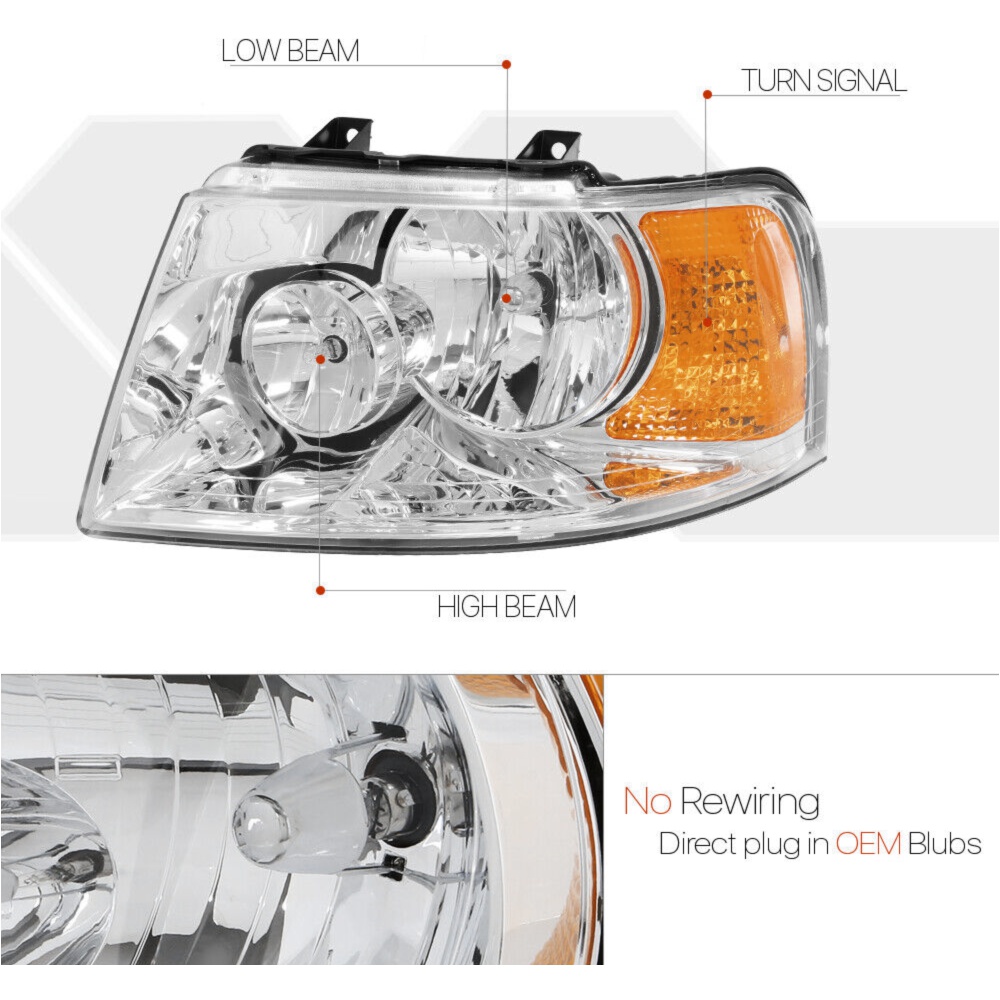 LOW BEAM
TURN SIGNAL
HIGH BEAM
No Rewiring
Direct plug in OEM Blubs